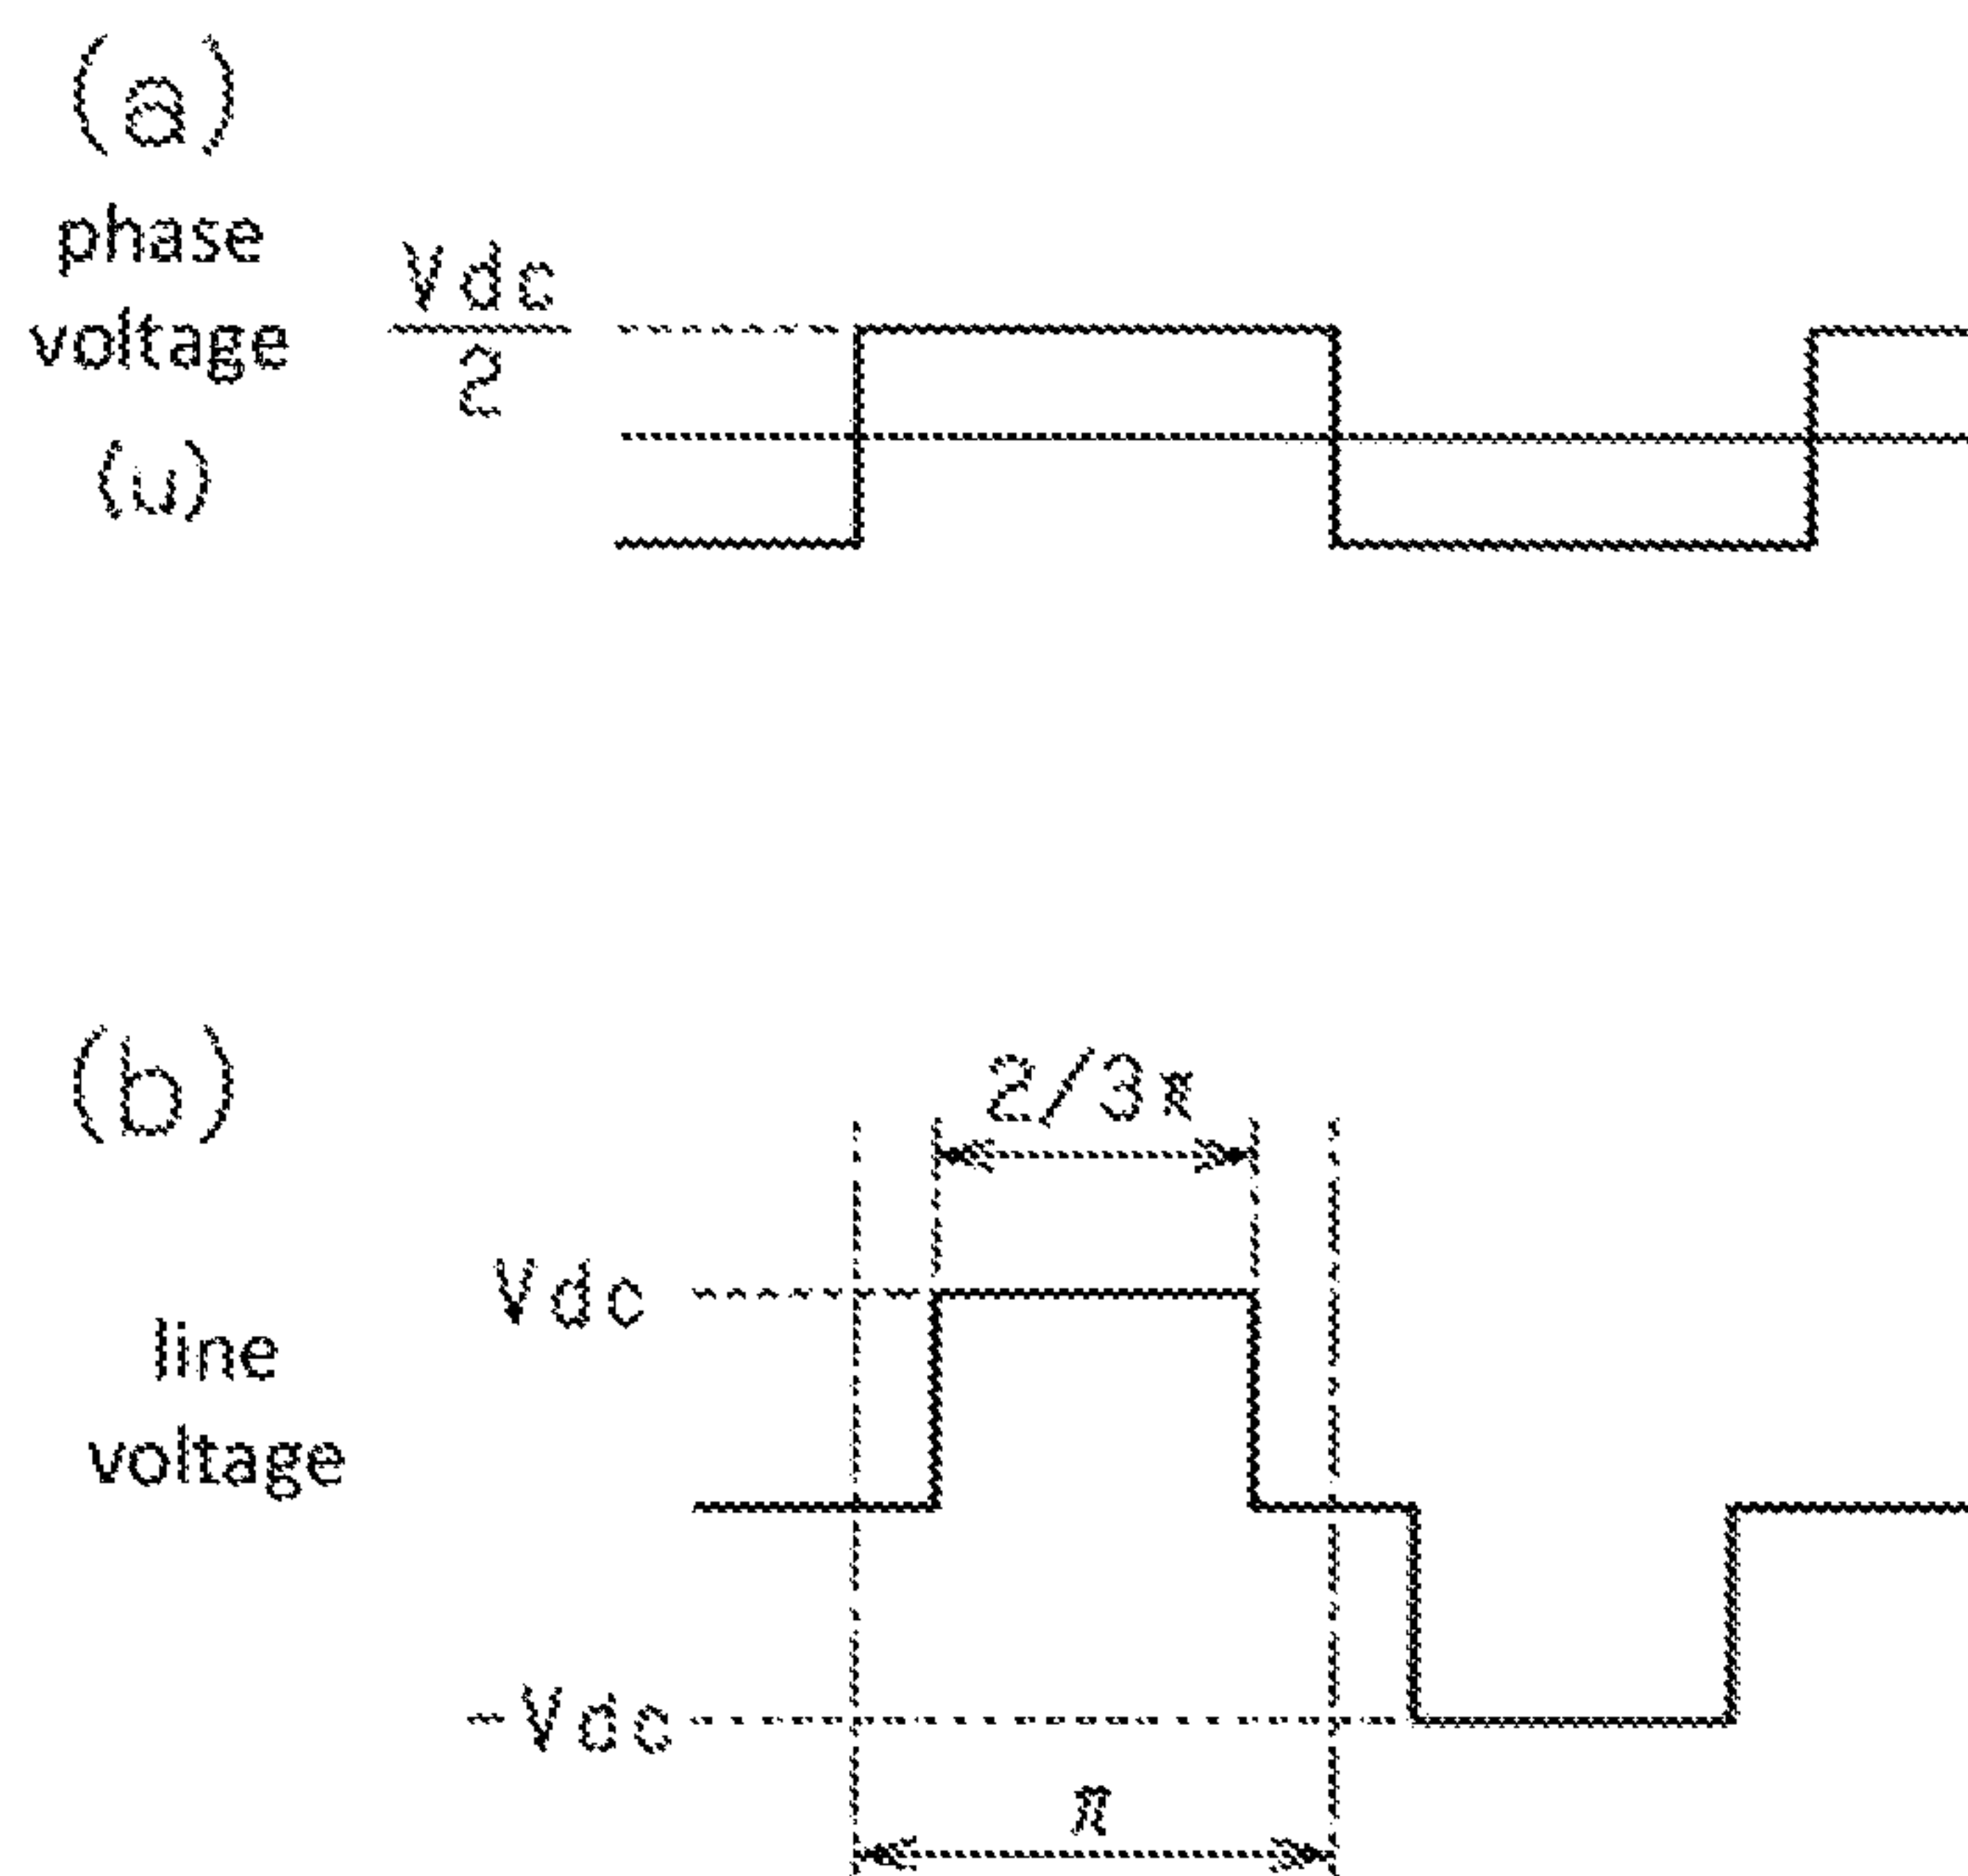 (a)
phase
voltage
(u)
Vdc
2
(b)
2/3π
Vdc
line
voltage
-Vdc
π